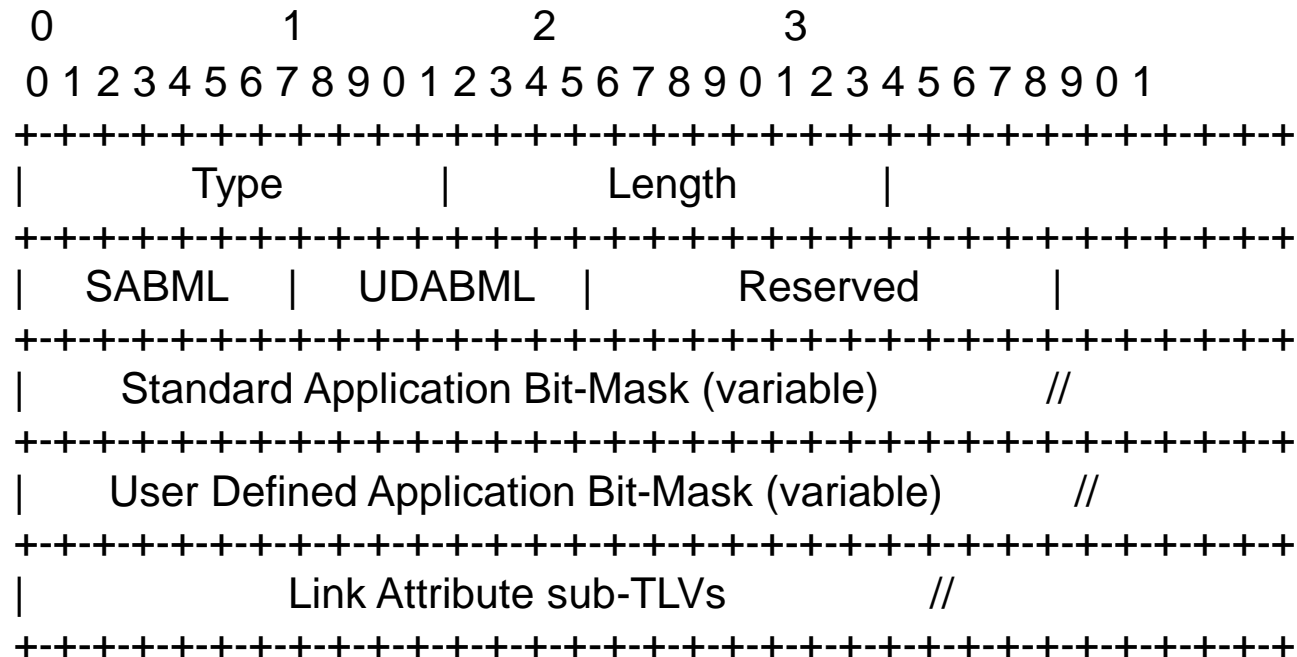 0                   1                   2                   3
0 1 2 3 4 5 6 7 8 9 0 1 2 3 4 5 6 7 8 9 0 1 2 3 4 5 6 7 8 9 0 1
+-+-+-+-+-+-+-+-+-+-+-+-+-+-+-+-+-+-+-+-+-+-+-+-+-+-+-+-+-+-+-+-+
| Type | Length |
+-+-+-+-+-+-+-+-+-+-+-+-+-+-+-+-+-+-+-+-+-+-+-+-+-+-+-+-+-+-+-+-+
| SABML | UDABML | Reserved |
+-+-+-+-+-+-+-+-+-+-+-+-+-+-+-+-+-+-+-+-+-+-+-+-+-+-+-+-+-+-+-+-+
| Standard Application Bit-Mask (variable) //
+-+-+-+-+-+-+-+-+-+-+-+-+-+-+-+-+-+-+-+-+-+-+-+-+-+-+-+-+-+-+-+-+
| User Defined Application Bit-Mask (variable) //
+-+-+-+-+-+-+-+-+-+-+-+-+-+-+-+-+-+-+-+-+-+-+-+-+-+-+-+-+-+-+-+-+
| Link Attribute sub-TLVs //
+-+-+-+-+-+-+-+-+-+-+-+-+-+-+-+-+-+-+-+-+-+-+-+-+-+-+-+-+-+-+-+-+